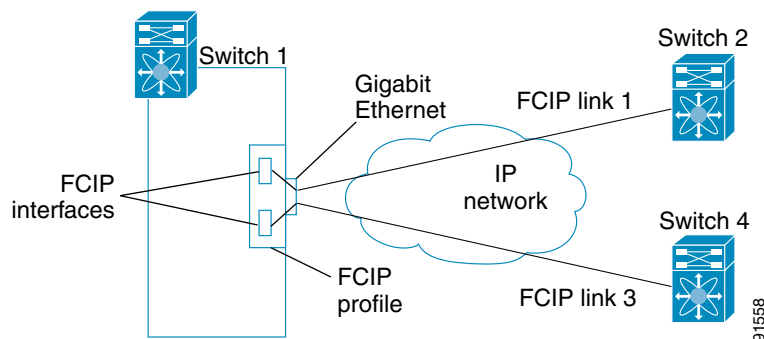 Switch 1
Switch 2
Gigabit
Ethernet
FCIP link 1
IP
network
FCIP
interfaces
Switch 4
FCIP
profile
FCIP link 3
91558